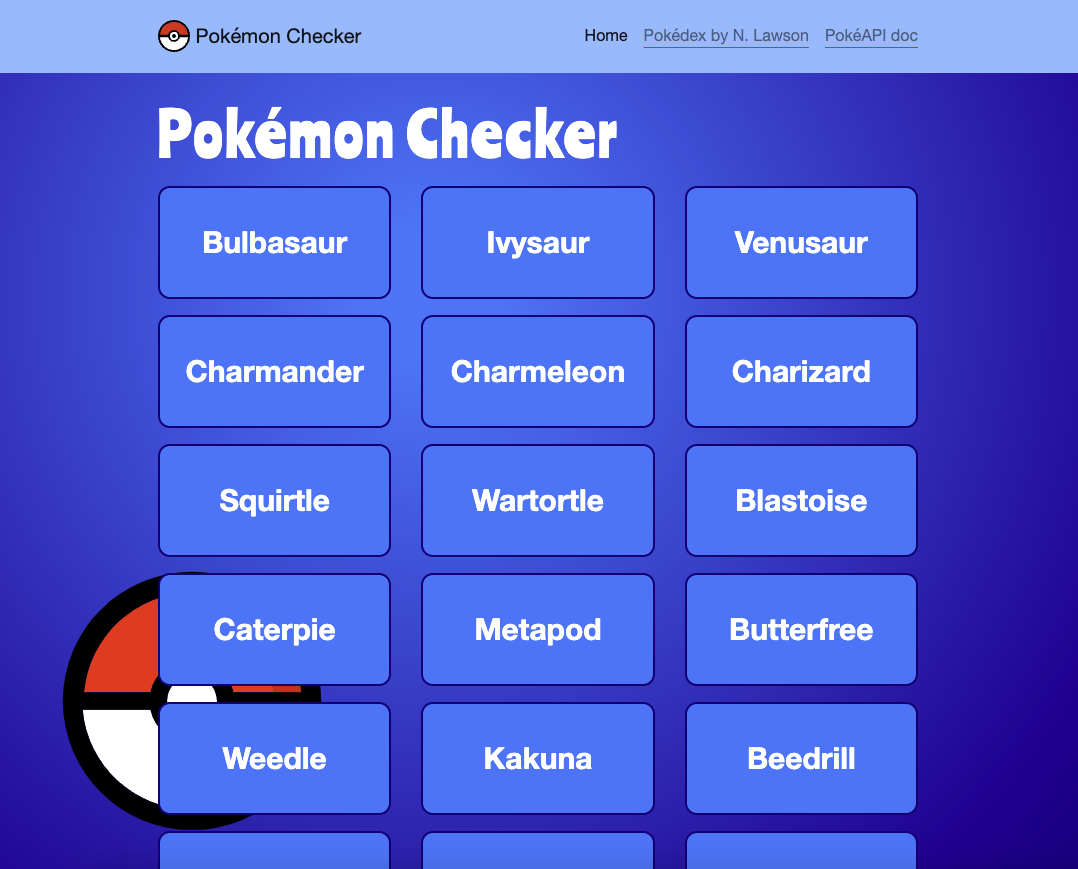 Pokémon Checker
Home Pokédex by N. Lawson PokéAPI doc
Pokémon Checker
Bulbasaur Ivysaur Venusaur
Charmander Charmeleon Charizard
Squirtle Wartortle Blastoise
Caterpie Metapod Butterfree
Weedle Kakuna Beedrill